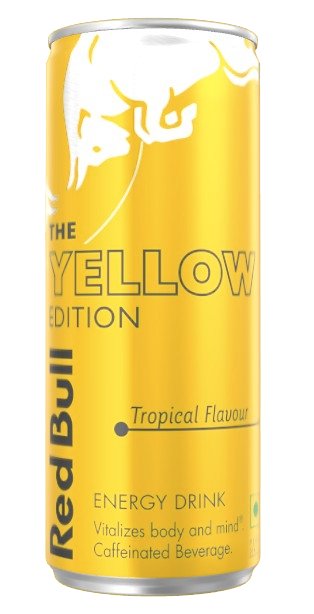 THE
YELLOW
EDITION
Red Bull
Tropical Flavour
ENERGY DRINK
Vitalizes body and mind®.
Caffeinated Beverage.